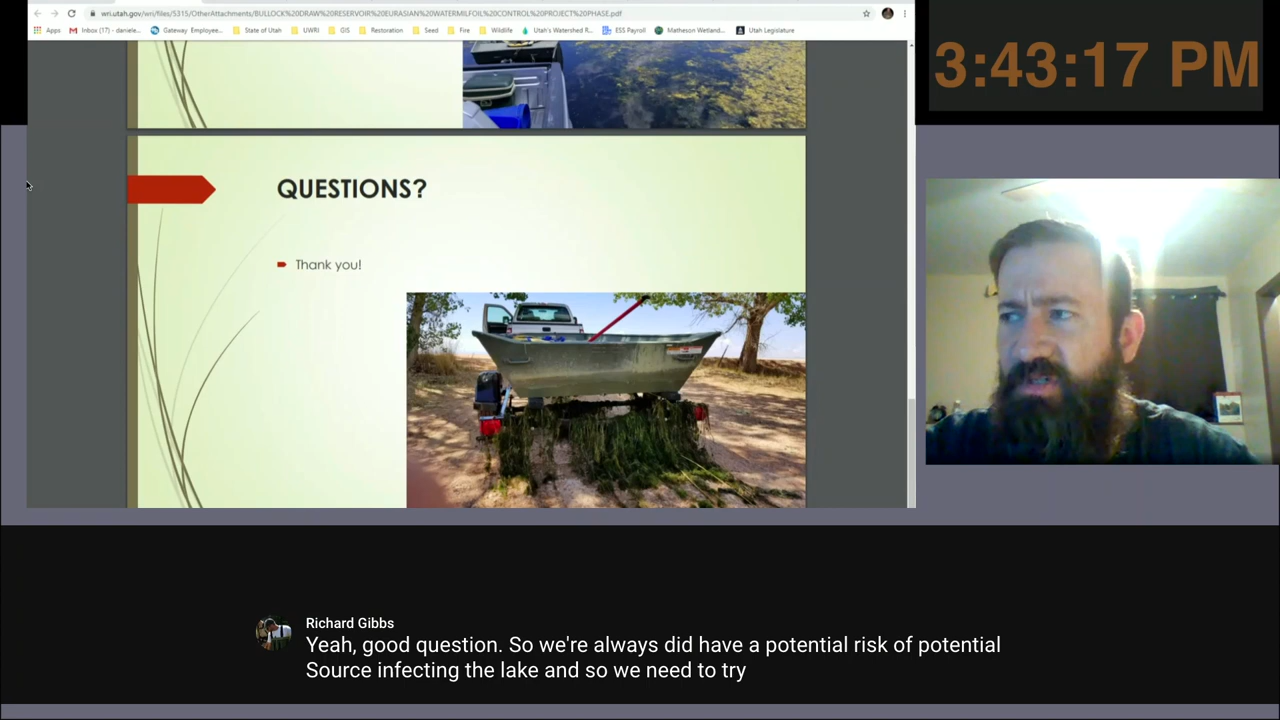 wri.utah.gov/wri/files/5315/OtherAttachments/BULLOCK%20DRAW%20RESERVOIR%20EURASIAN%20WATERMILFOIL%20CONTROL%20PROJECT%20PHASE.pdf
Apps Inbox (17) - daniele... Gateway Employee... State of Utah UWRI GIS Restoration Seed Fire Wildlife Utah's Watershed R... ESS Payroll Matheson Wetland... Utah Legislature
3:43:17 PM
QUESTIONS?
Thank you!
Richard Gibbs
Yeah, good question. So we're always did have a potential risk of potential
Source infecting the lake and so we need to try